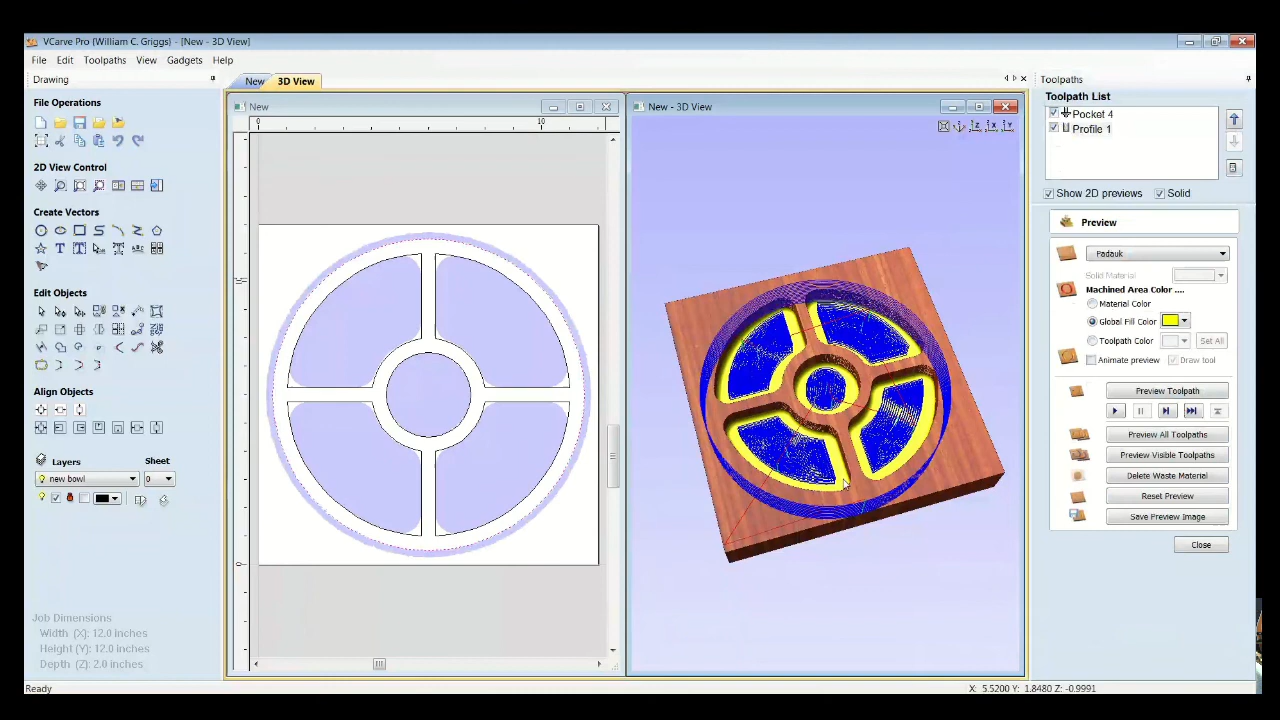 VCarve Pro {William C. Griggs} - [New - 3D View]
File Edit Toolpaths View Gadgets Help
Drawing
File Operations
2D View Control
Create Vectors
Edit Objects
Align Objects
Layers Sheet
new bowl 0
Job Dimensions
Width (X): 12.0 inches
Height (Y): 12.0 inches
Depth (Z): 2.0 inches
Ready
New 3D View
New
0 10
0
New - 3D View
Toolpaths
Toolpath List
Pocket 4
Profile 1
Show 2D previews Solid
Preview
Padauk
Solid Material
Machined Area Color ....
Material Color
Global Fill Color
Toolpath Color Set All
Animate preview Draw tool
Preview Toolpath
Preview All Toolpaths
Preview Visible Toolpaths
Delete Waste Material
Reset Preview
Save Preview Image
Close
X: 5.5200 Y: 1.8480 Z: -0.9991